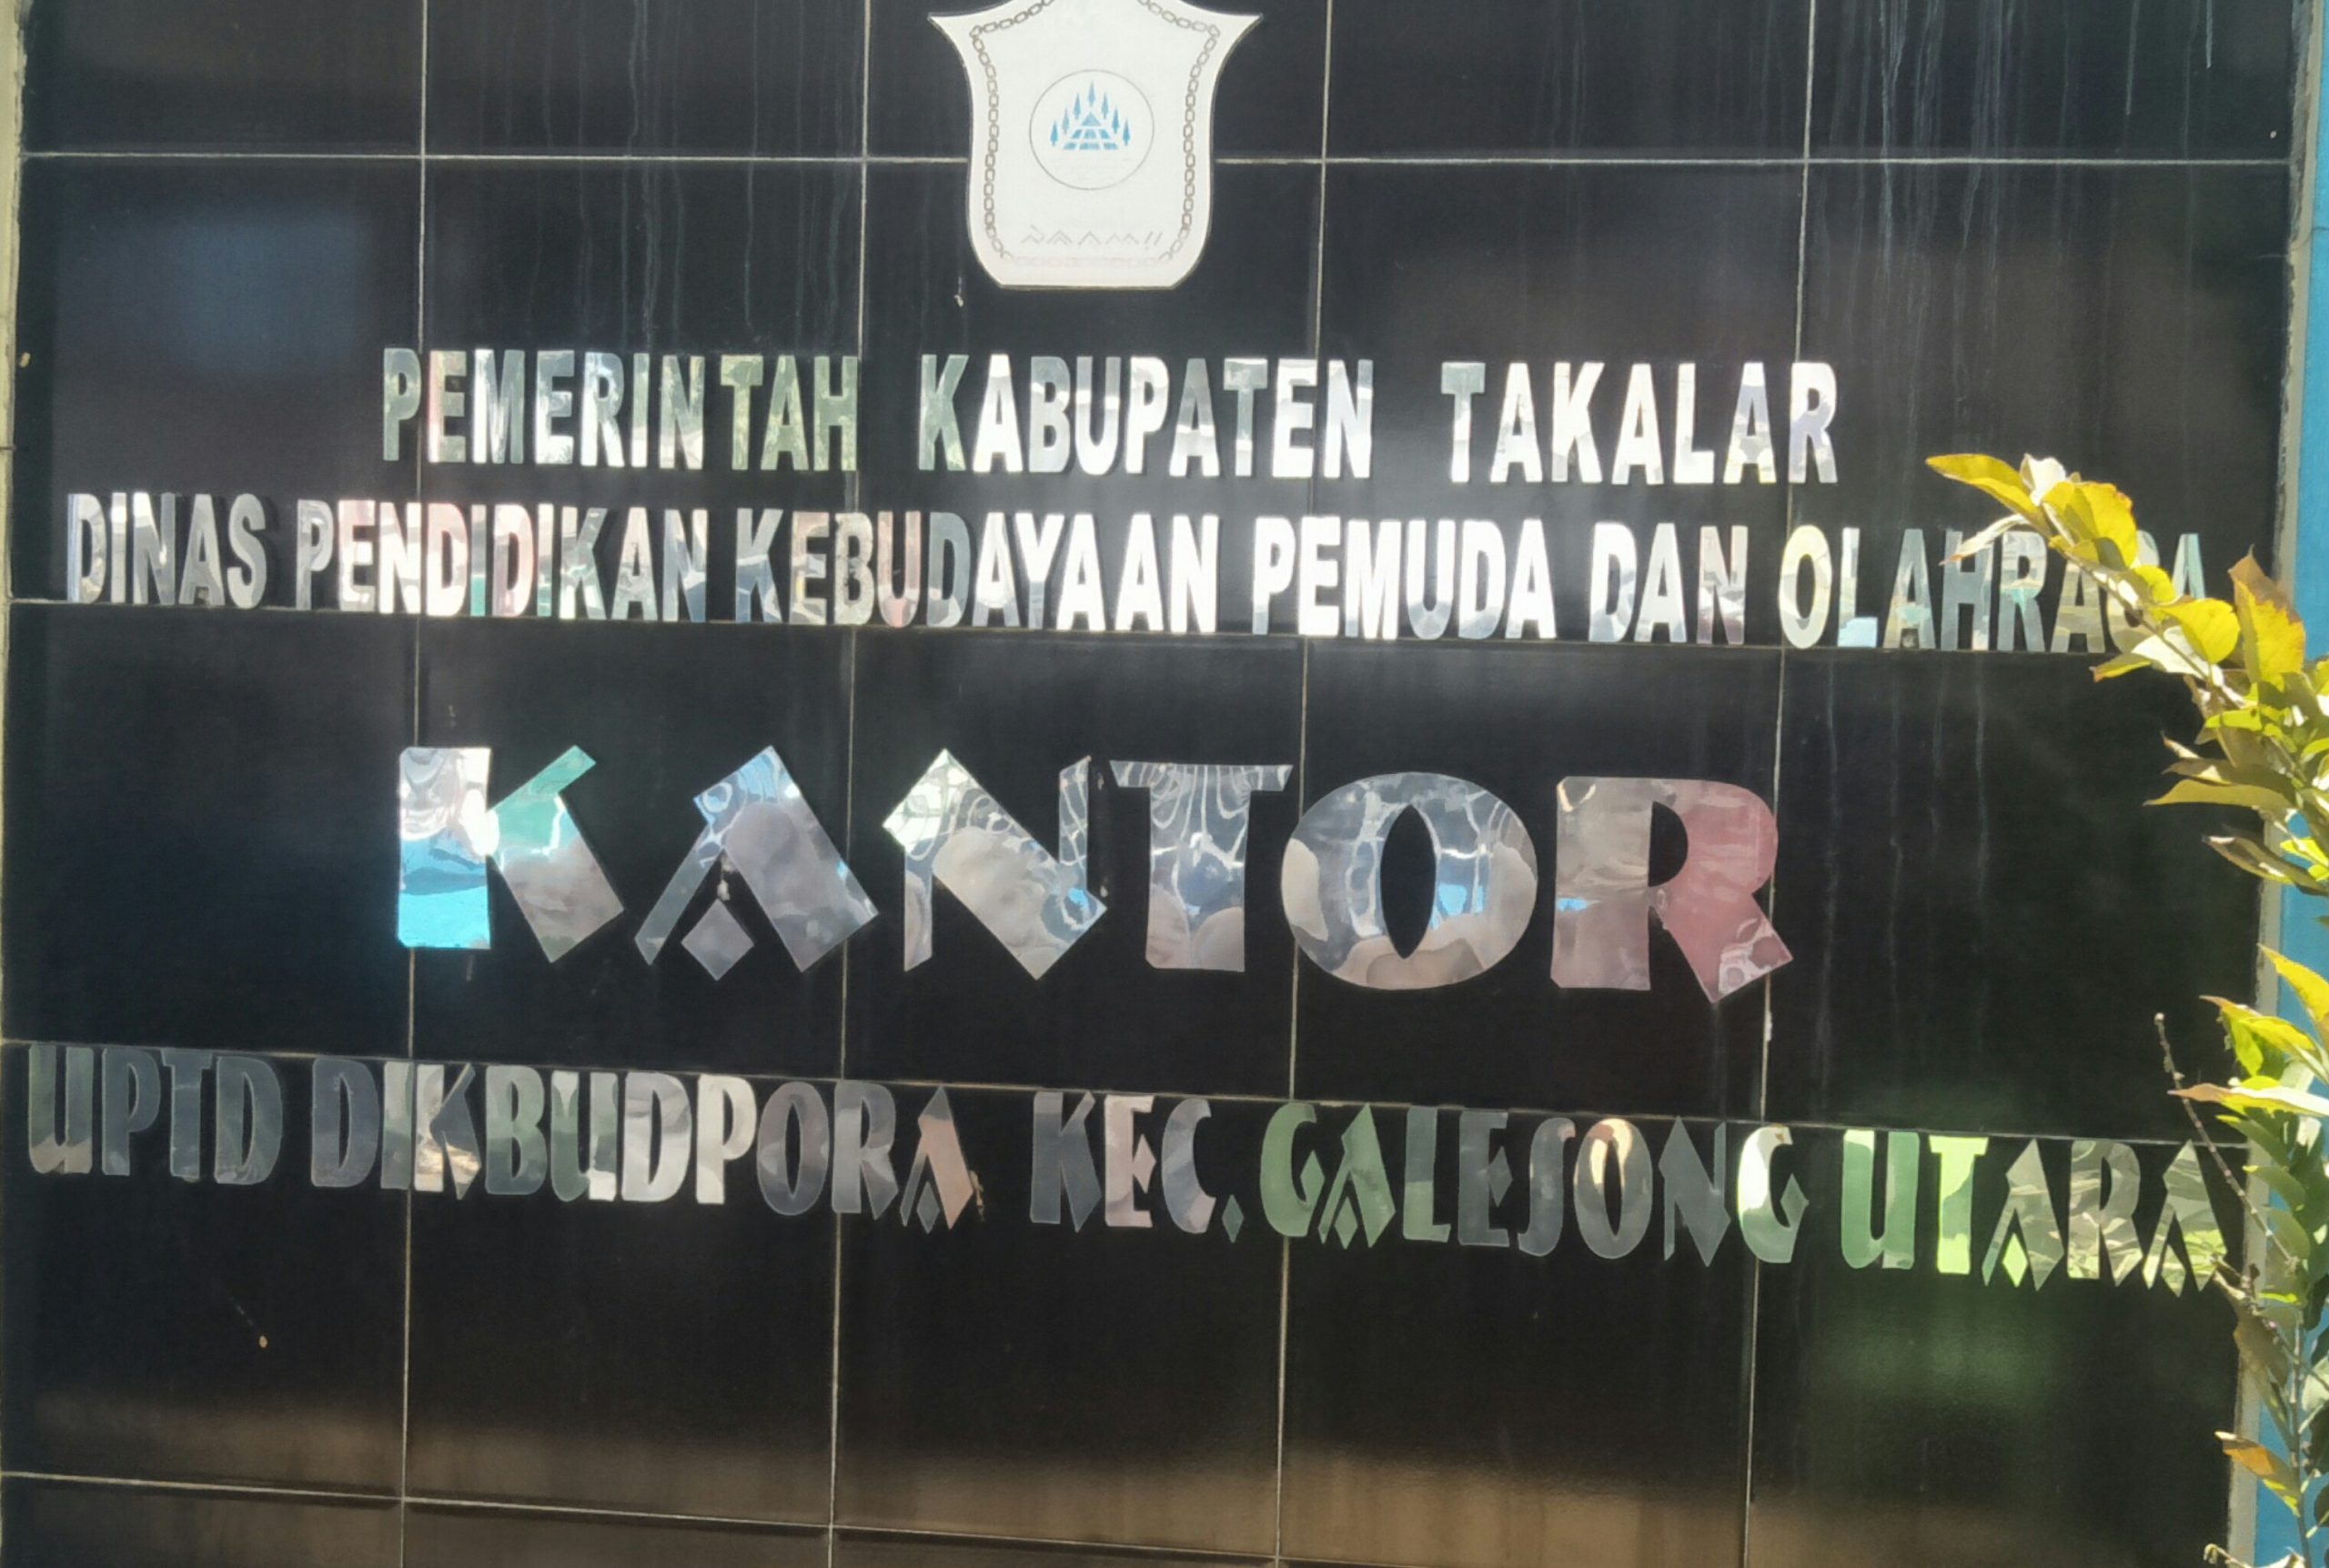 PEMERINTAH KABUPATEN TAKALAR
DINAS PENDIDIKAN KEBUDAYAAN PEMUDA DAN OLAHRAGA
KANTOR
UPTD DIKBUDPORA KEC. GALESONG UTARA